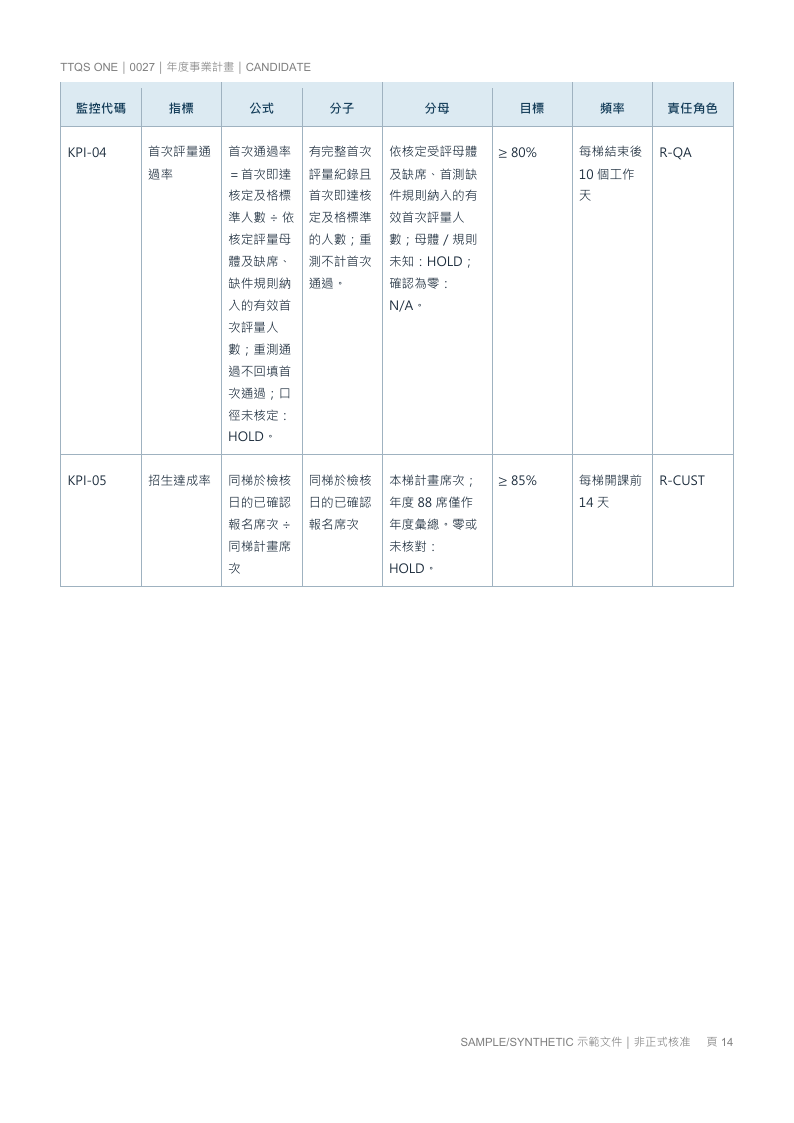 TTQS ONE｜0027｜年度事業計畫｜CANDIDATE
監控代碼 指標 公式 分子 分母 目標 頻率 責任角色
KPI-04
首次評量通
過率
首次通過率
＝首次即達
核定及格標
準人數 ÷ 依
核定評量母
體及缺席、
缺件規則納
入的有效首
次評量人
數；重測通
過不回填首
次通過；口
徑未核定：
HOLD。
有完整首次
評量紀錄且
首次即達核
定及格標準
的人數；重
測不計首次
通過。
依核定受評母體
及缺席、首測缺
件規則納入的有
效首次評量人
數；母體／規則
未知：HOLD；
確認為零：
N/A。
≥ 80%
每梯結束後
10 個工作
天
R-QA
KPI-05
招生達成率
同梯於檢核
日的已確認
報名席次 ÷
同梯計畫席
次
同梯於檢核
日的已確認
報名席次
本梯計畫席次；
年度 88 席僅作
年度彙總。零或
未核對：
HOLD。
≥ 85%
每梯開課前
14 天
R-CUST
SAMPLE/SYNTHETIC 示範文件｜非正式核准 頁 14